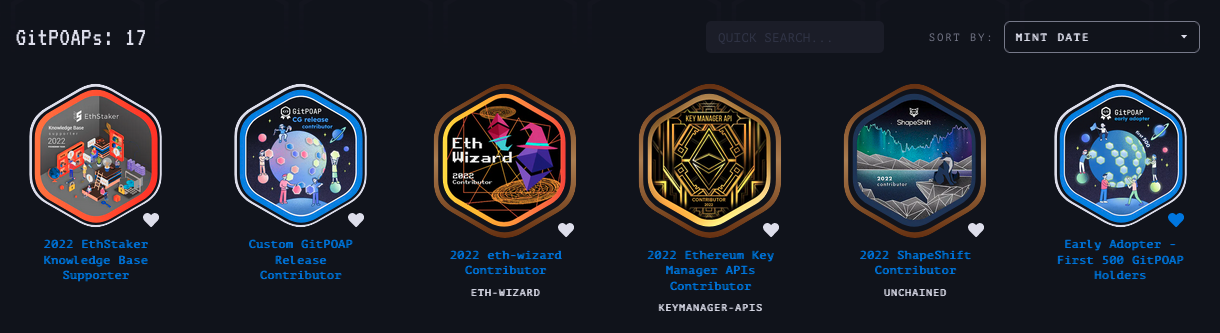 GitPOAPs: 17
QUICK SEARCH...
SORT BY:
MINT DATE
EthStaker
Knowledge Base
supporter
2022
GitPOAP
CG release
contributor
Eth
Wizard
2022
Contributor
KEY MANAGER API
CONTRIBUTOR
2022
ShapeShift
2022
contributor
GitPOAP
early adopter
first 500
2022 EthStaker
Knowledge Base
Supporter
Custom GitPOAP
Release
Contributor
2022 eth-wizard
Contributor
ETH-WIZARD
2022 Ethereum Key
Manager APIs
Contributor
KEYMANAGER-APIS
2022 ShapeShift
Contributor
UNCHAINED
Early Adopter -
First 500 GitPOAP
Holders